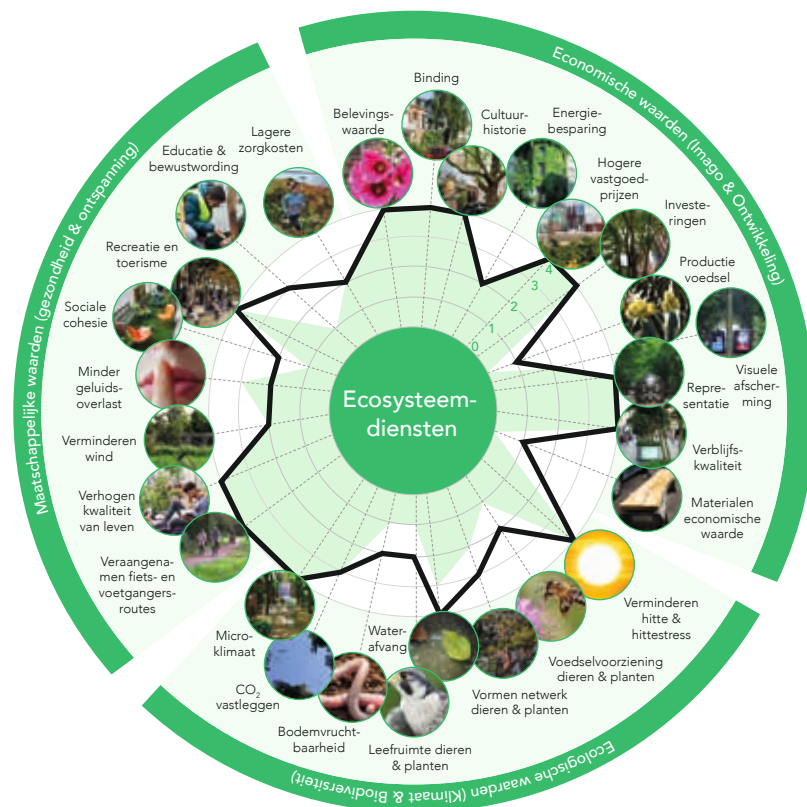 Economische waarden (Imago & Ontwikkeling)
Binding
Belevings-
waarde
Cultuur-
historie
Energie-
besparing
Hogere
vastgoed-
prijzen
Investe-
ringen
Productie
voedsel
Visuele
afscher-
ming
Repre-
sentatie
Verblijfs-
kwaliteit
Materialen
economische
waarde
Maatschappelijke waarden (gezondheid & ontspanning)
Lagere
zorgkosten
Educatie &
bewustwording
Recreatie en
toerisme
Sociale
cohesie
Minder
geluids-
overlast
Verminderen
wind
Verhogen
kwaliteit
van leven
Veraangena-
men fiets- en
voetgangers-
routes
4
3
2
1
0
Ecosysteem-
diensten
Ecologische waarden (Klimaat & Biodiversiteit)
Micro-
klimaat
CO₂
vastleggen
Bodemvrucht-
baarheid
Water-
afvang
Leefruimte dieren
& planten
Vormen netwerk
dieren & planten
Voedselvoorziening
dieren & planten
Verminderen
hitte &
hittestress